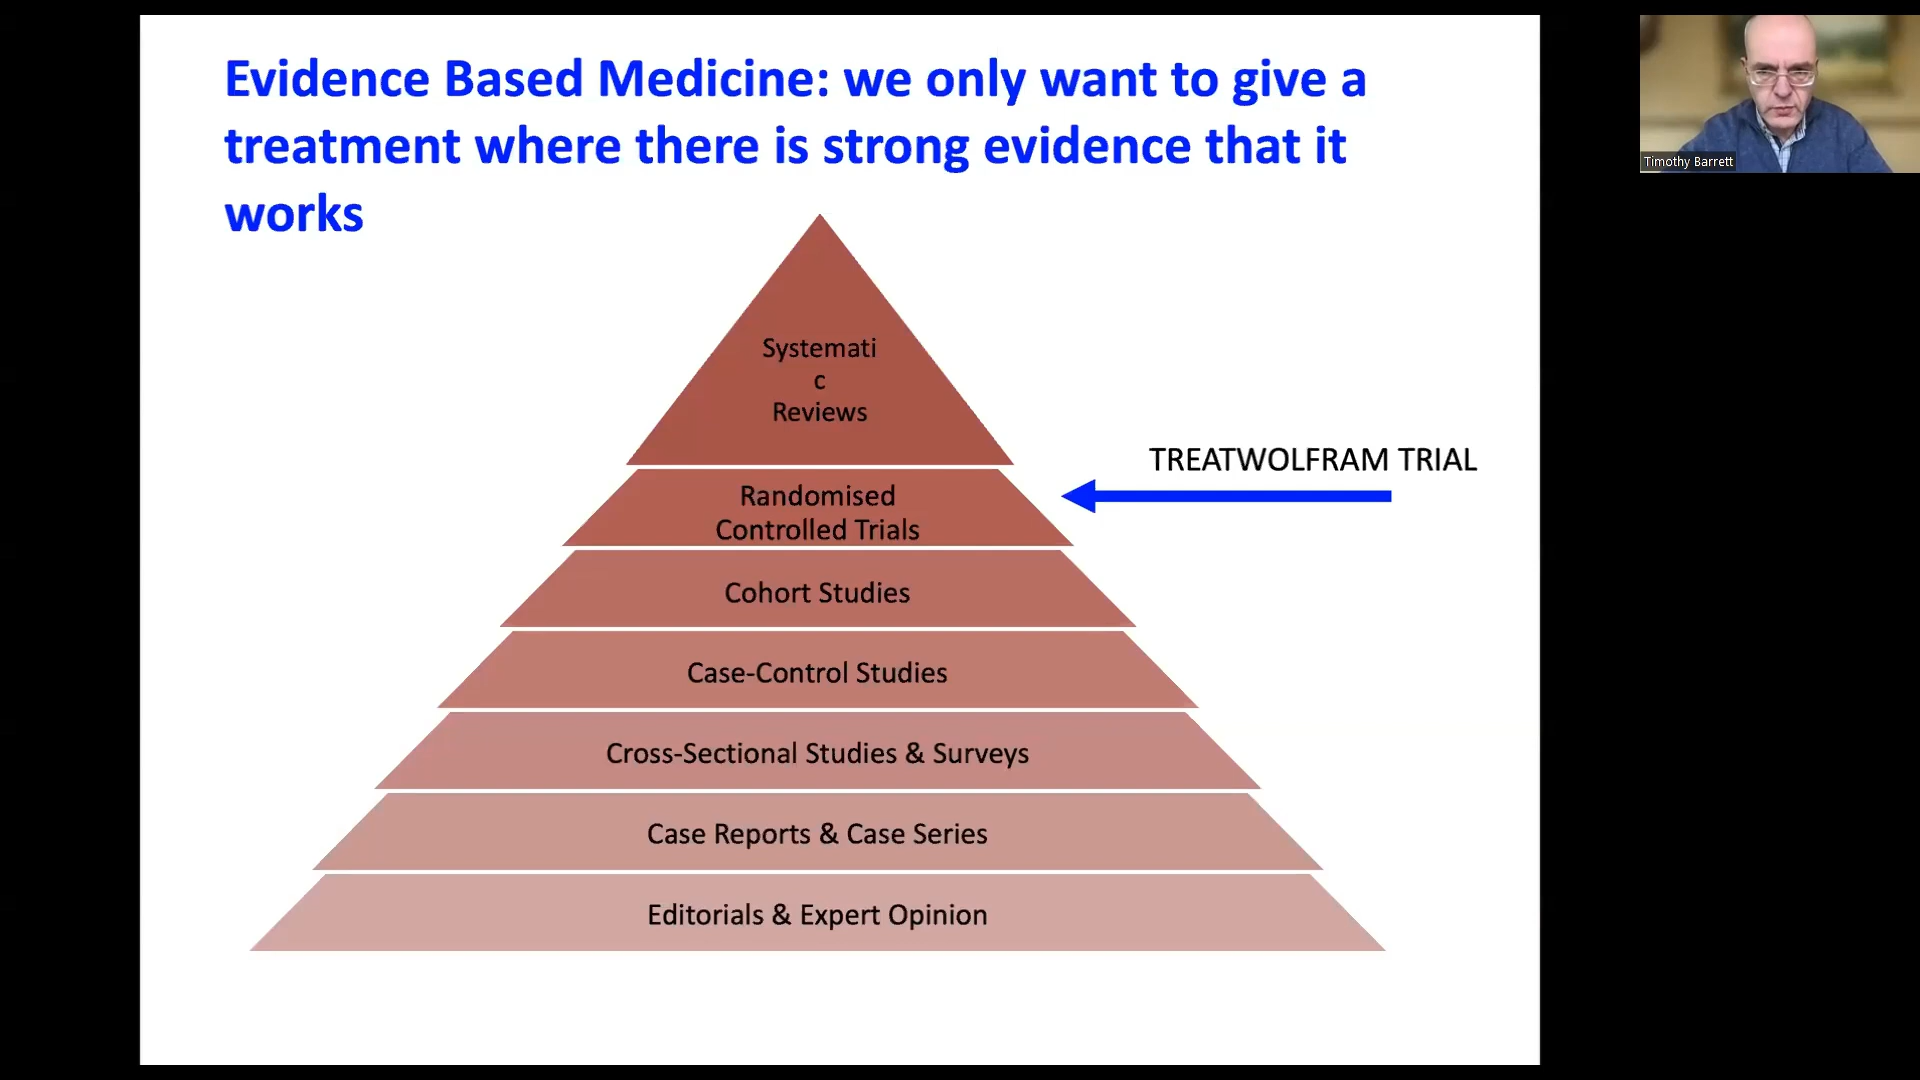 Evidence Based Medicine: we only want to give a
treatment where there is strong evidence that it
works
Systemati
c
Reviews
TREATWOLFRAM TRIAL
Randomised
Controlled Trials
Cohort Studies
Case-Control Studies
Cross-Sectional Studies & Surveys
Case Reports & Case Series
Editorials & Expert Opinion
Timothy Barrett